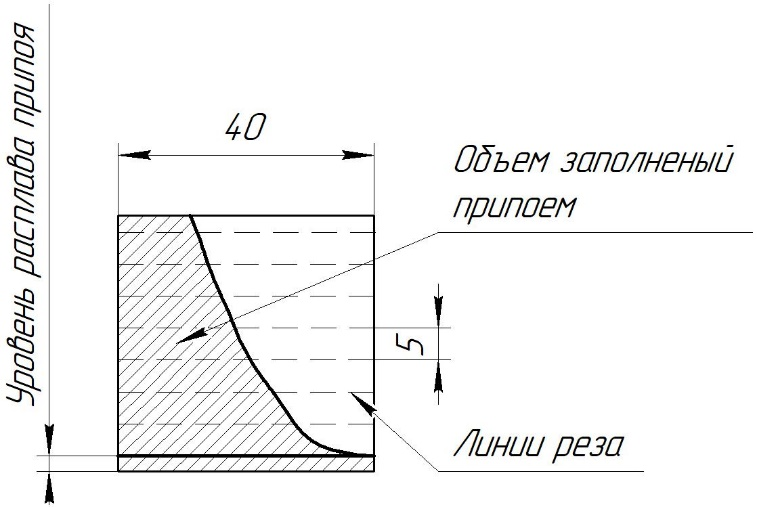 Уровень расплава припоя
40
Объем заполненый
припоем
5
Линии реза